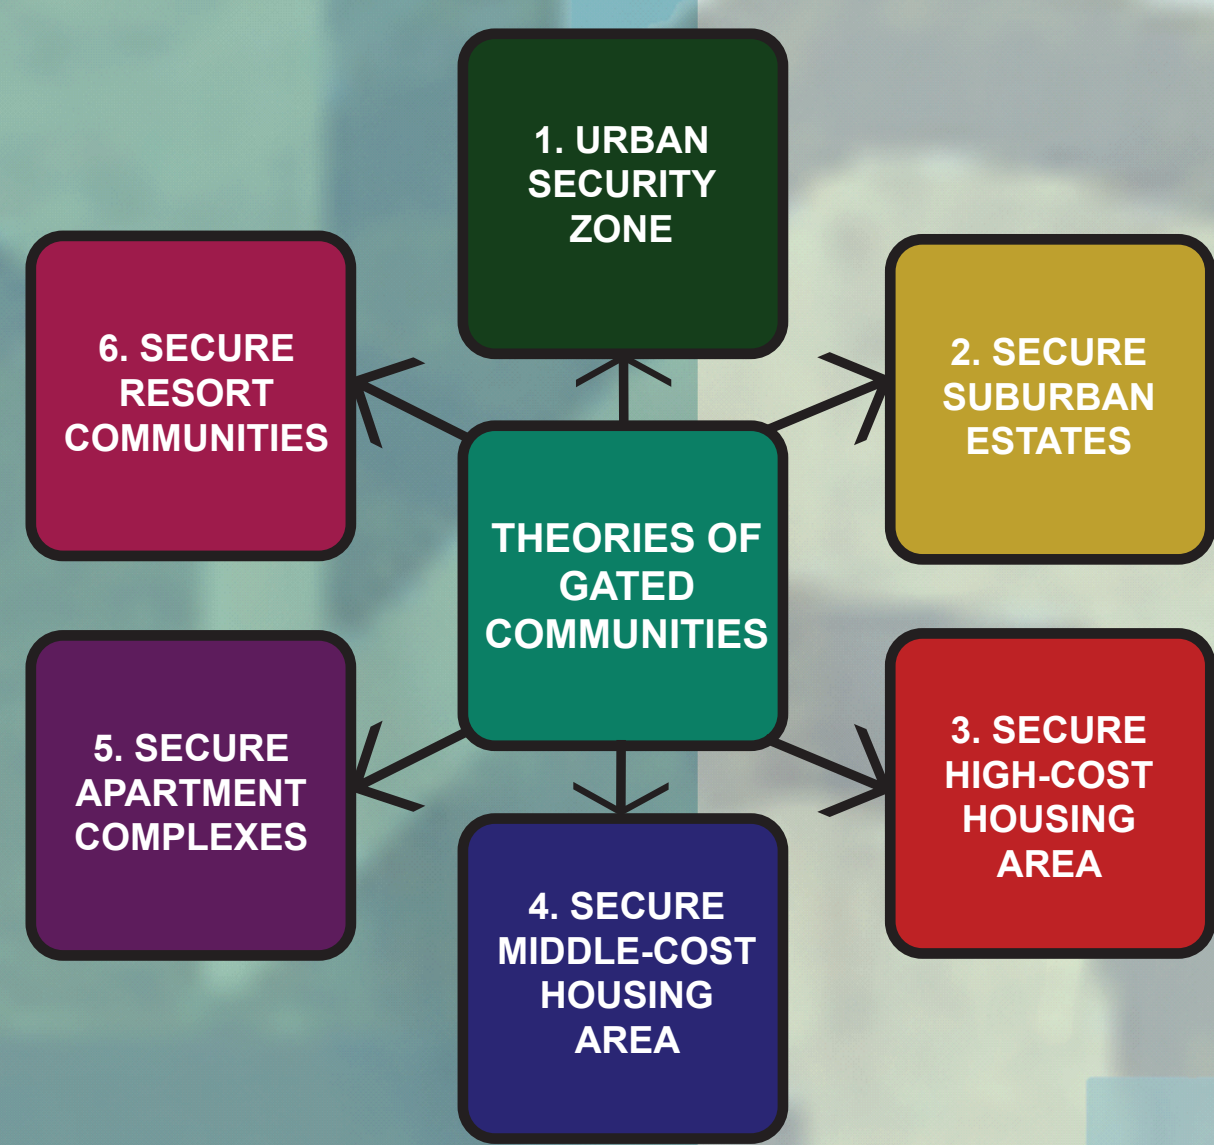 1. URBAN
SECURITY
ZONE
2. SECURE
SUBURBAN
ESTATES
3. SECURE
HIGH-COST
HOUSING
AREA
4. SECURE
MIDDLE-COST
HOUSING
AREA
5. SECURE
APARTMENT
COMPLEXES
6. SECURE
RESORT
COMMUNITIES
THEORIES OF
GATED
COMMUNITIES